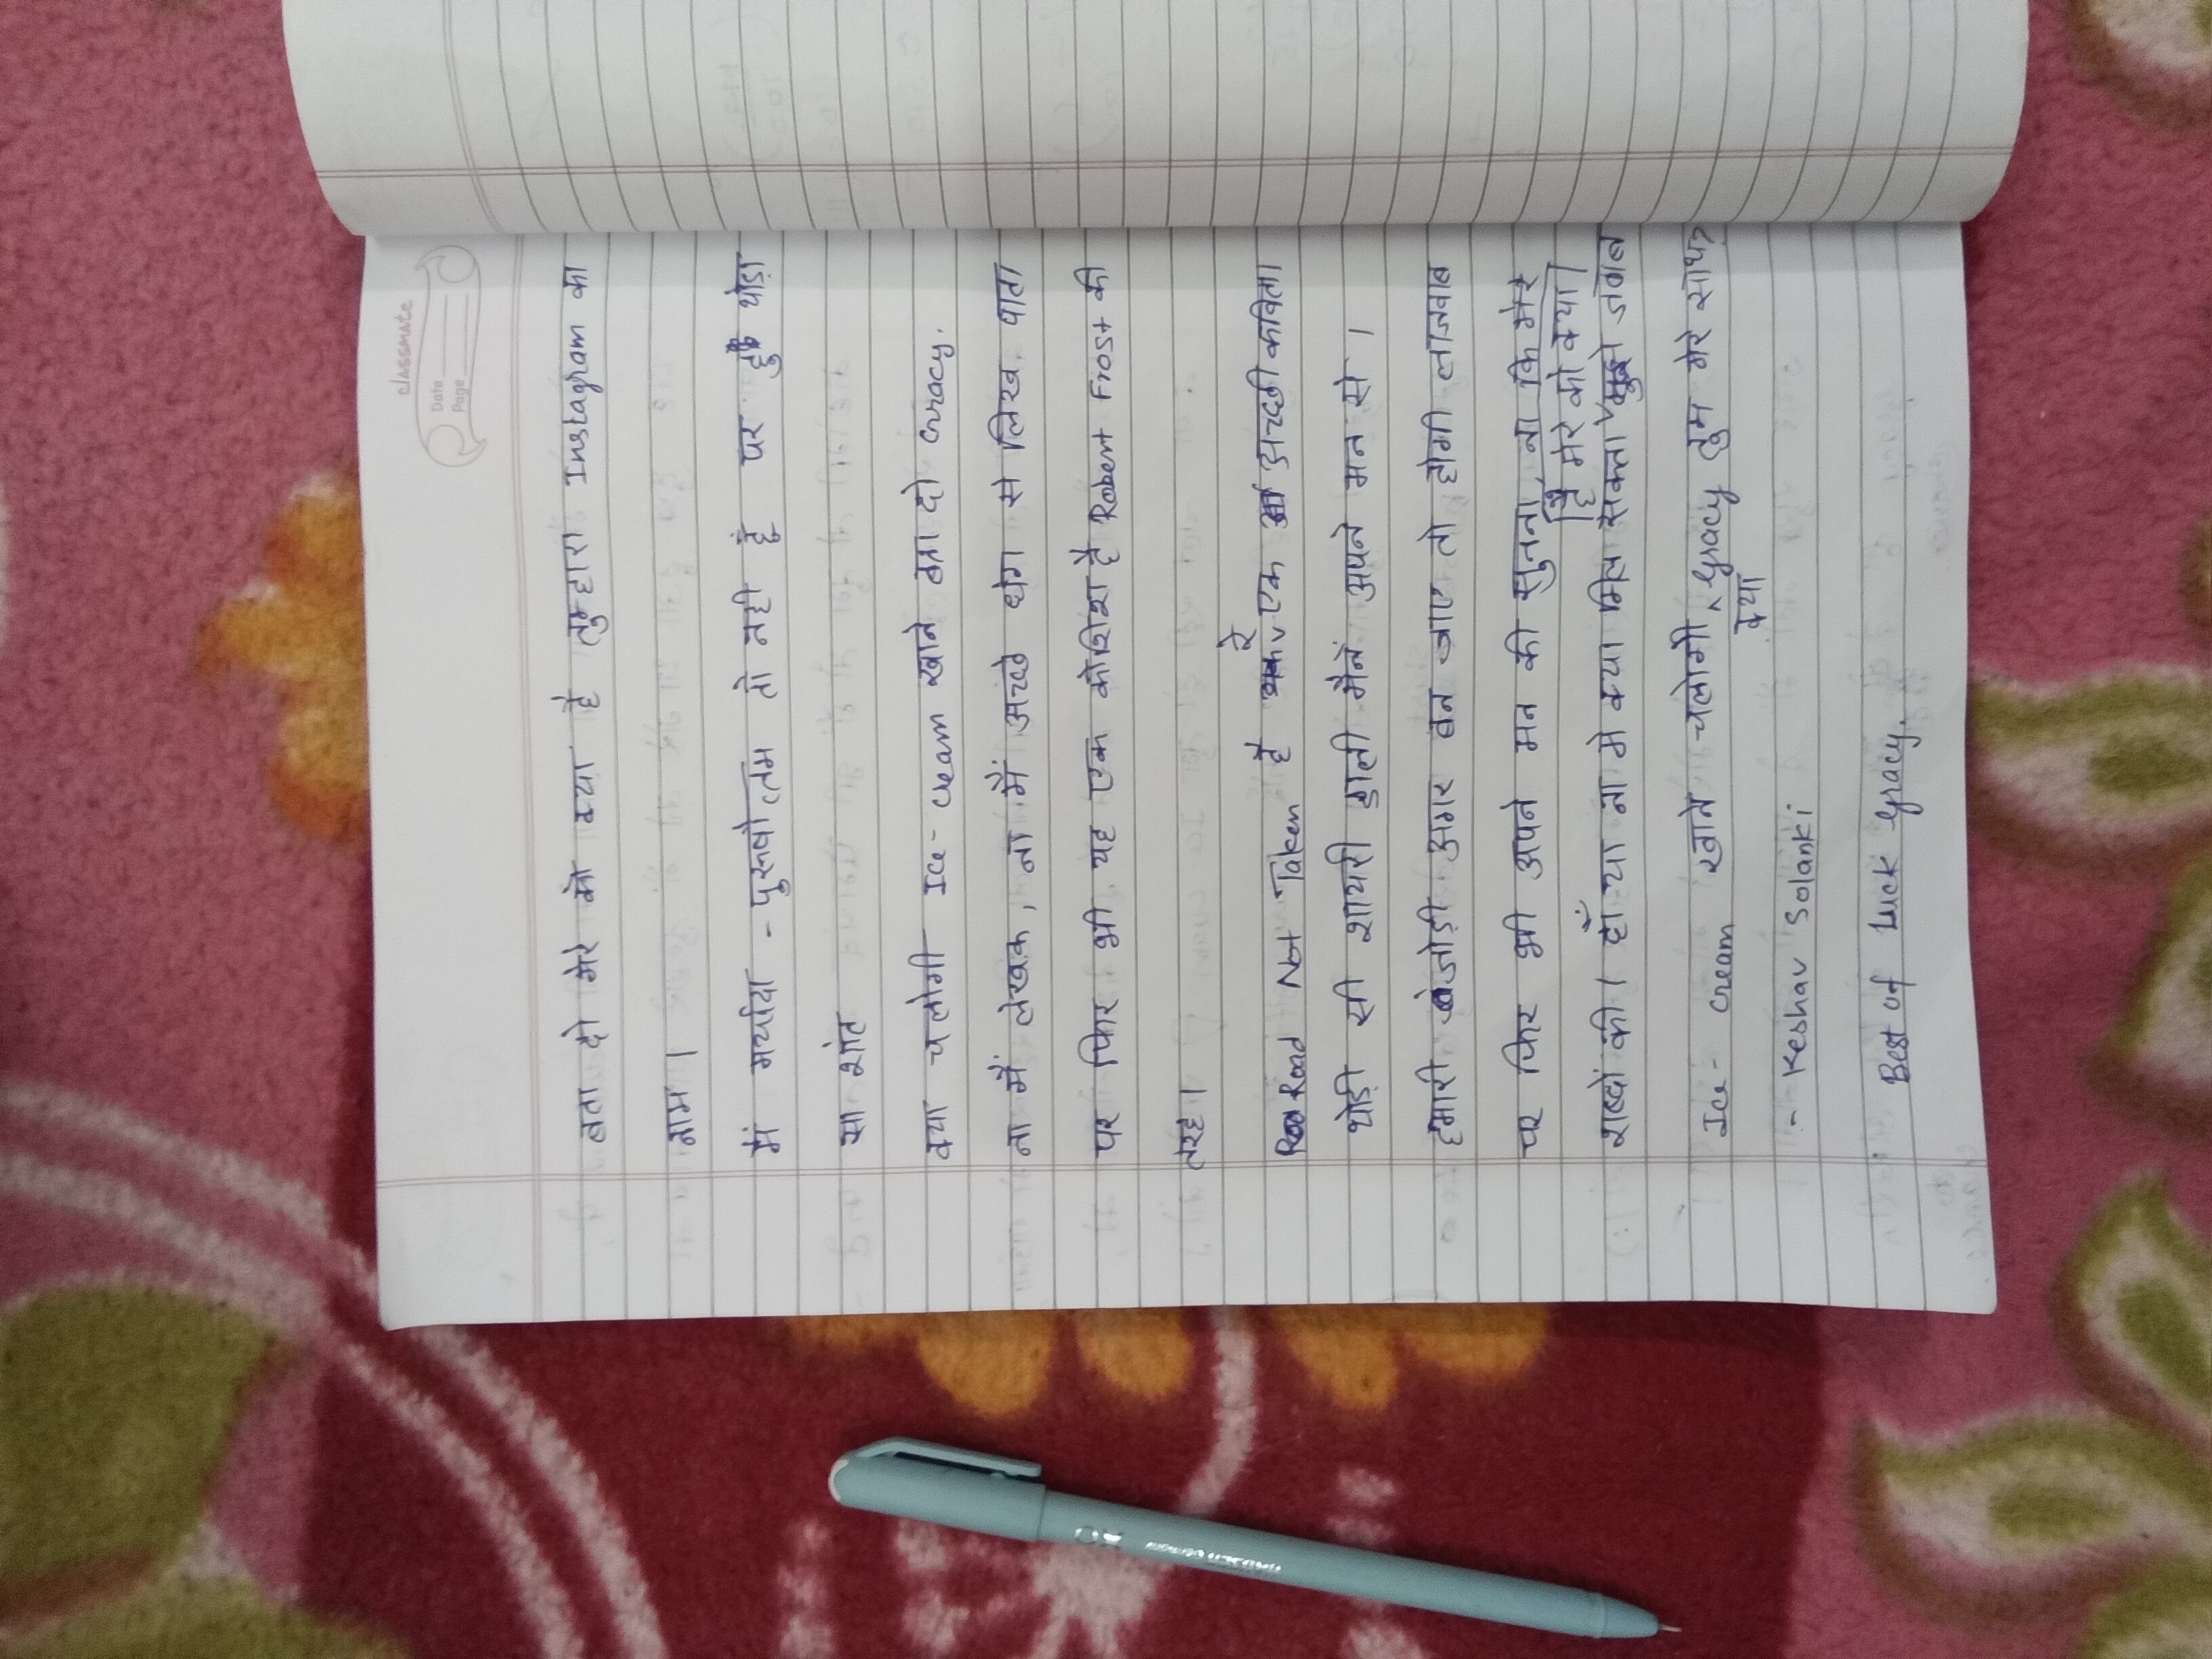 classmate
Date
Page
बता दो मेरे को क्या है तुम्हारा Instagram का
नाम ।
मैं मर्यादा - पुरुषौत्तम तो नही हूँ पर हु थोड़ा
सा शांत
क्या चलोगी Ice - cream खाने बता दो Gracy.
ना मैं लेखक, ना मैं अच्छे धंग से लिख पाता
पर फिर भी यह एक कोशिश है Robert Frost की
तरह ।
रे
Road Not Taken है एक अच्छी कविता
थोड़ी सी शायरी डाली मैनें अपने मन से ।
हमारी जोड़ी अगर बन जाए तो होगी लाजवाब
पर फिर भी अपने मन की सुनना, ना कि मेरे
है मेरे को क्या
शब्दों की । हाँ या ना मे क्या मिल सकता जवाब
Ice - cream खाने चलोगी Gracy तुम मेरे साथ?
क्या
- Keshav Solanki
Best of Luck Gracy.